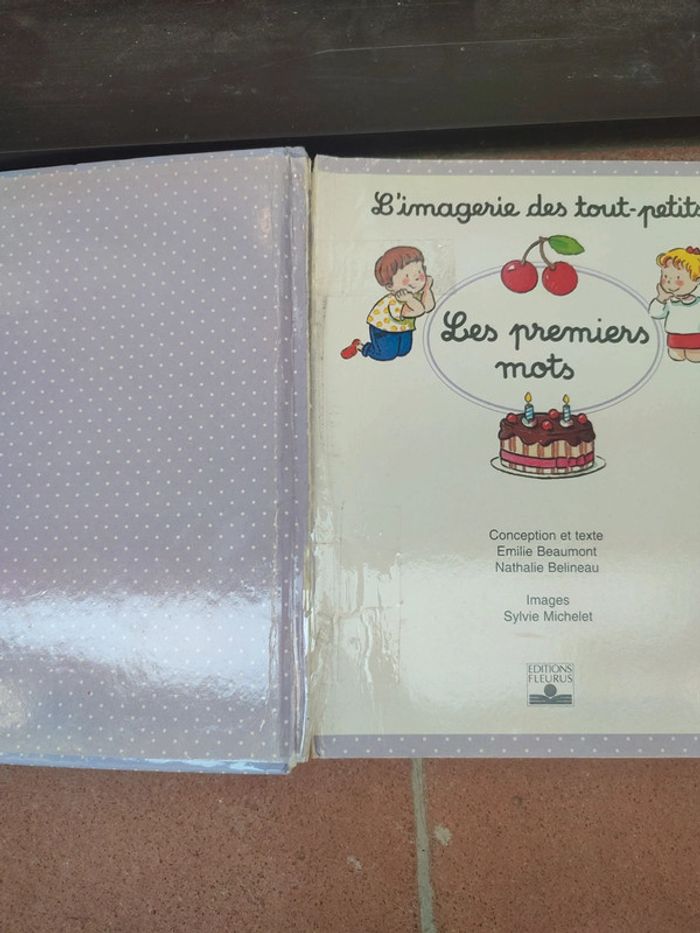 L'imagerie des tout-petits
Les premiers
mots
Conception et texte
Emilie Beaumont
Nathalie Belineau
Images
Sylvie Michelet
EDITIONS
FLEURUS